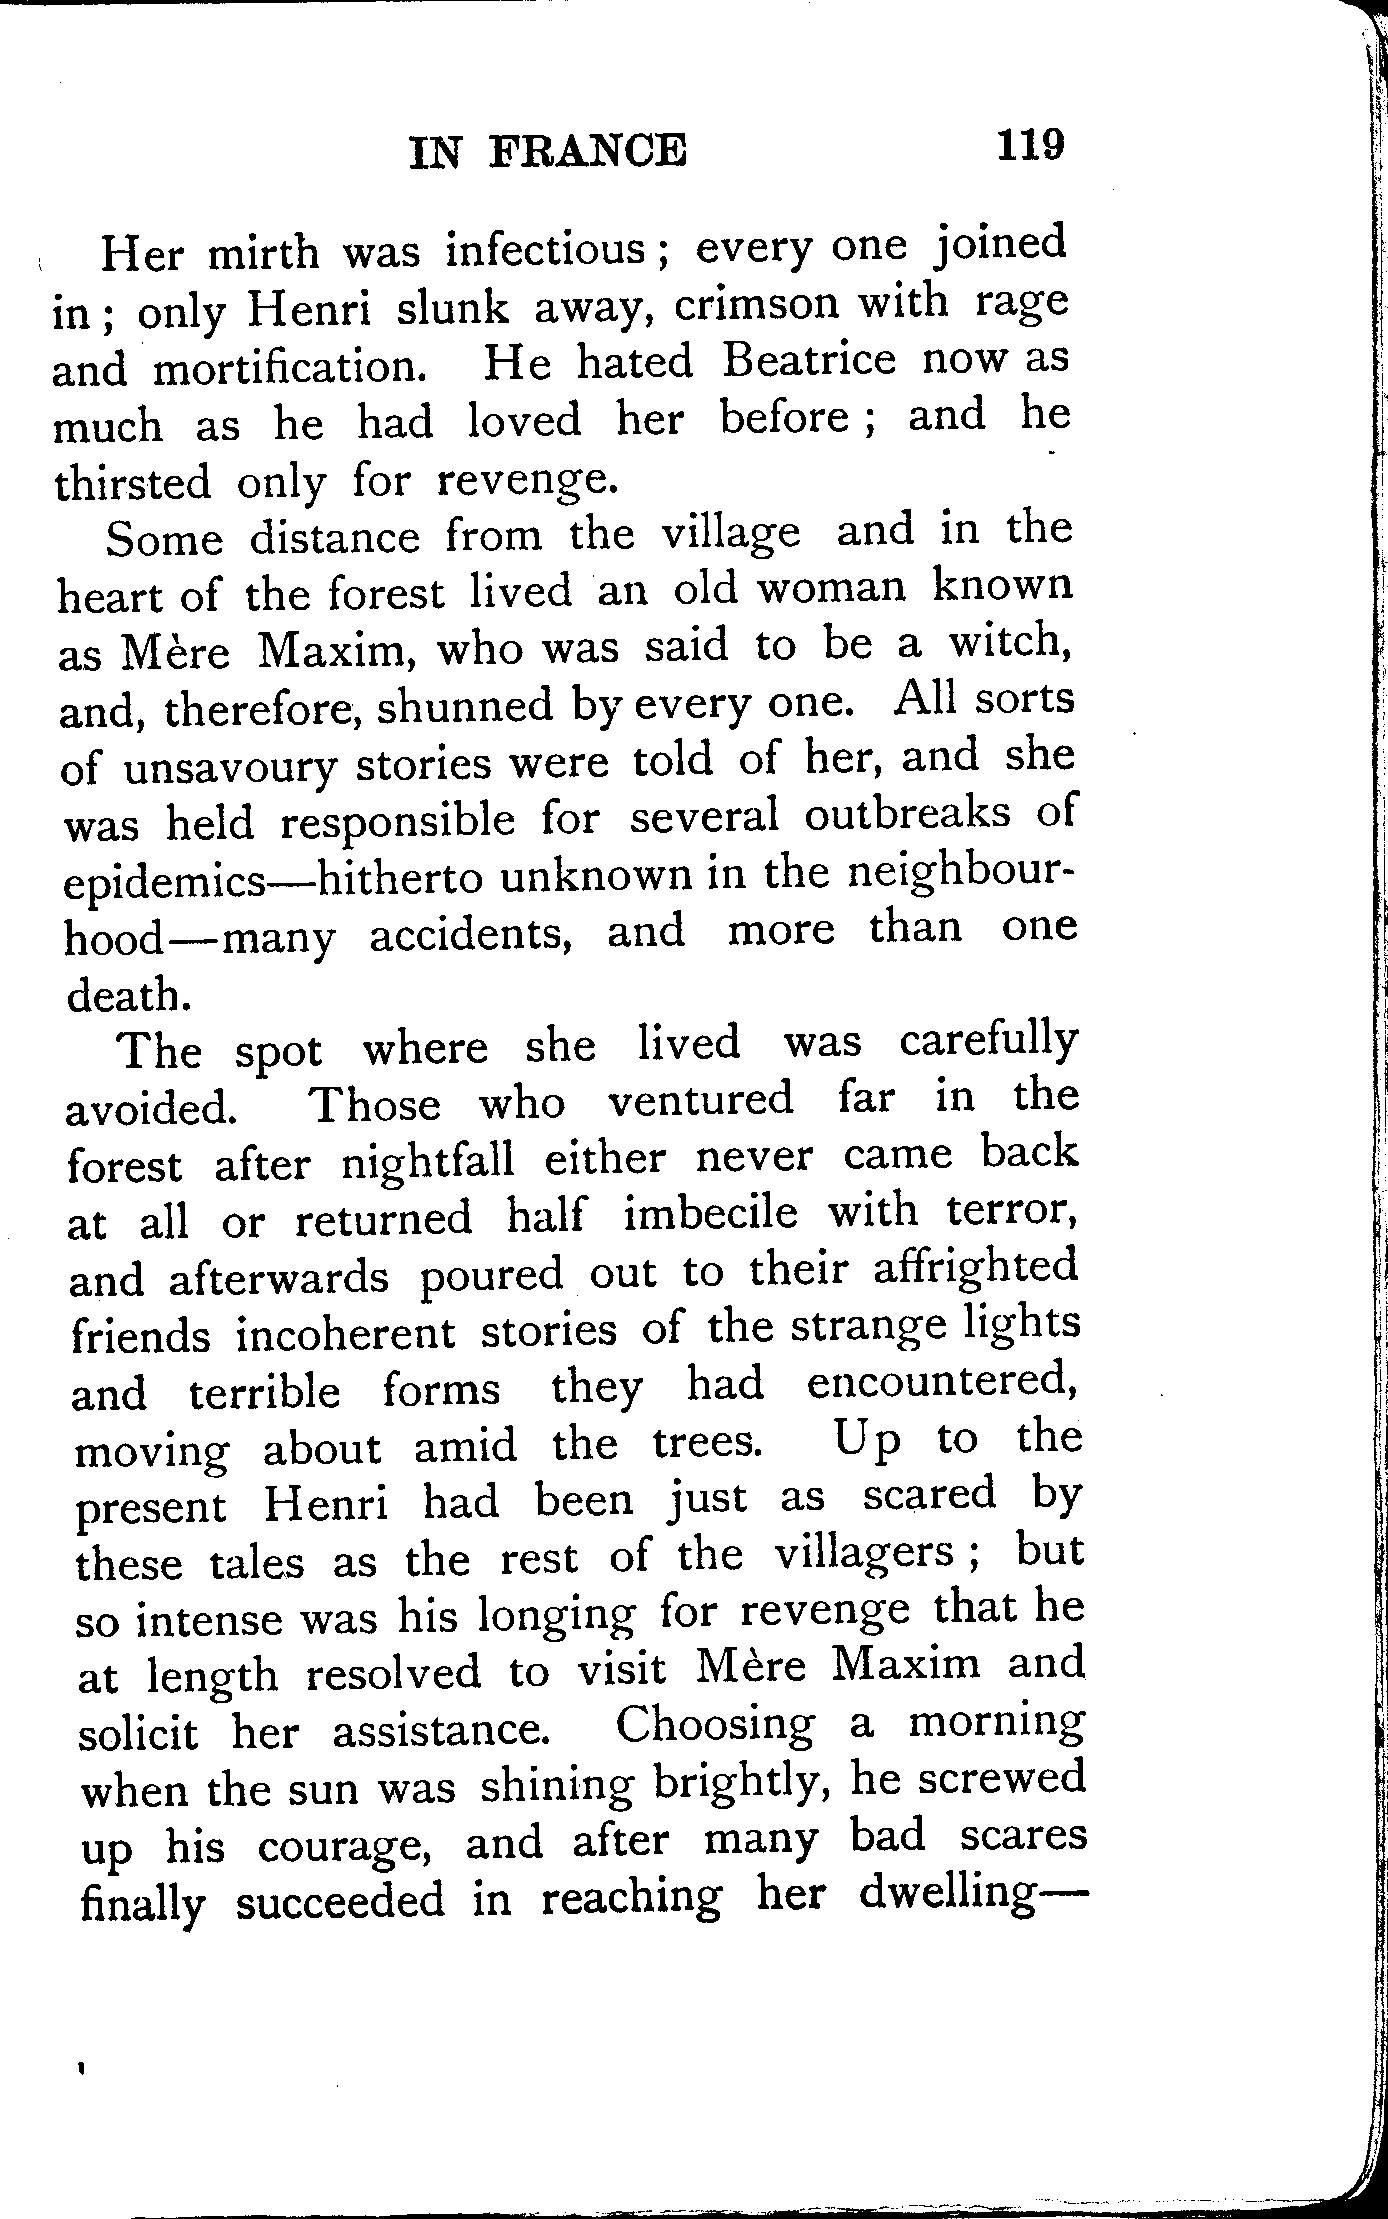 IN FRANCE 119
Her mirth was infectious ; every one joined
in ; only Henri slunk away, crimson with rage
and mortification. He hated Beatrice now as
much as he had loved her before ; and he
thirsted only for revenge.
Some distance from the village and in the
heart of the forest lived an old woman known
as Mère Maxim, who was said to be a witch,
and, therefore, shunned by every one. All sorts
of unsavoury stories were told of her, and she
was held responsible for several outbreaks of
epidemics—hitherto unknown in the neighbour-
hood—many accidents, and more than one
death.
The spot where she lived was carefully
avoided. Those who ventured far in the
forest after nightfall either never came back
at all or returned half imbecile with terror,
and afterwards poured out to their affrighted
friends incoherent stories of the strange lights
and terrible forms they had encountered,
moving about amid the trees. Up to the
present Henri had been just as scared by
these tales as the rest of the villagers ; but
so intense was his longing for revenge that he
at length resolved to visit Mère Maxim and
solicit her assistance. Choosing a morning
when the sun was shining brightly, he screwed
up his courage, and after many bad scares
finally succeeded in reaching her dwelling—